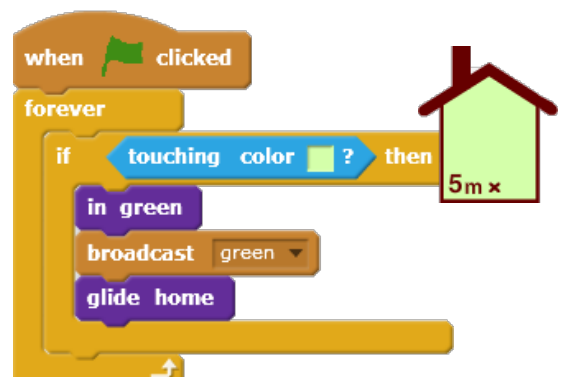 when clicked
forever
if touching color ? then
5m ×
in green
broadcast green
glide home